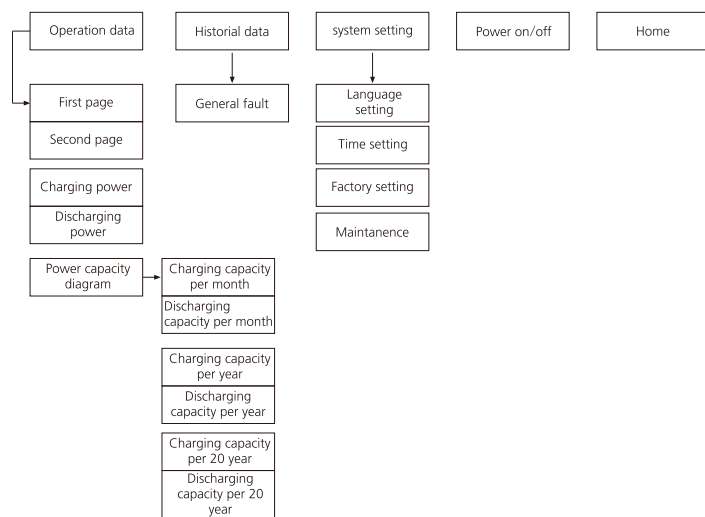 Operation data
Historial data
system setting
Power on/off
Home
First page
General fault
Language
setting
Second page
Time setting
Charging power
Factory setting
Discharging
power
Maintanence
Power capacity
diagram
Charging capacity
per month
Discharging
capacity per month
Charging capacity
per year
Discharging
capacity per year
Charging capacity
per 20 year
Discharging
capacity per 20
year